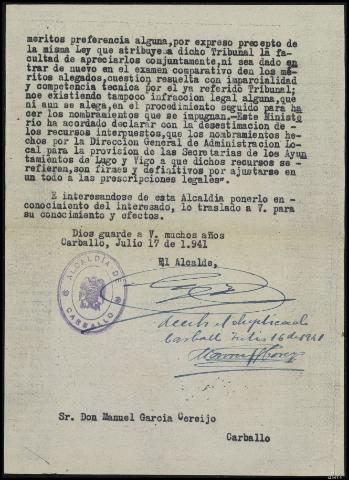 meritos preferencia alguna,por expreso precepto de
la misma Ley que atribuye a dicho Tribunal la fa-
cultad de apreciarlos conjuntamente,ni sea dado en
trar de nuevo en el examen comparativo den los mé-
ritos alegados,cuestion resuelta con imparcialidad
y competencia tecnica por el ya referido Tribunal;
noe existiendo tampoco infraccion legal alguna,que
ni aun se alega,en el procedimiento seguido para ha
cer los nombramientos que se impugnan.-Este Ministe
rio ha acordado declarar con la desestimacion de -
los recursos interpuestos,que los nombramientos he-
chos por la Direccion General de Administracion Lo-
cal para la provision de las Secretarias de los Ayun
tamientos de Lugo y Vigo a que dichos recursos se-
refieren,son firmes y definitivos por ajustarse en
un todo a las prescripciones legales".
E interesandose de esta Alcaldia ponerlo en-
conocimiento del interesado, lo traslado a V. para
su conocimiento y efectos.
Dios guarde a V. muchos años
Carballo, Julio 17 de 1.941
El Alcalde,
ALCALDIA DE
CARBALLO
Recibi el duplicado
Carballo Julio 16 de 1941
Sr. Don Manuel Garcia Cereijo
Carballo